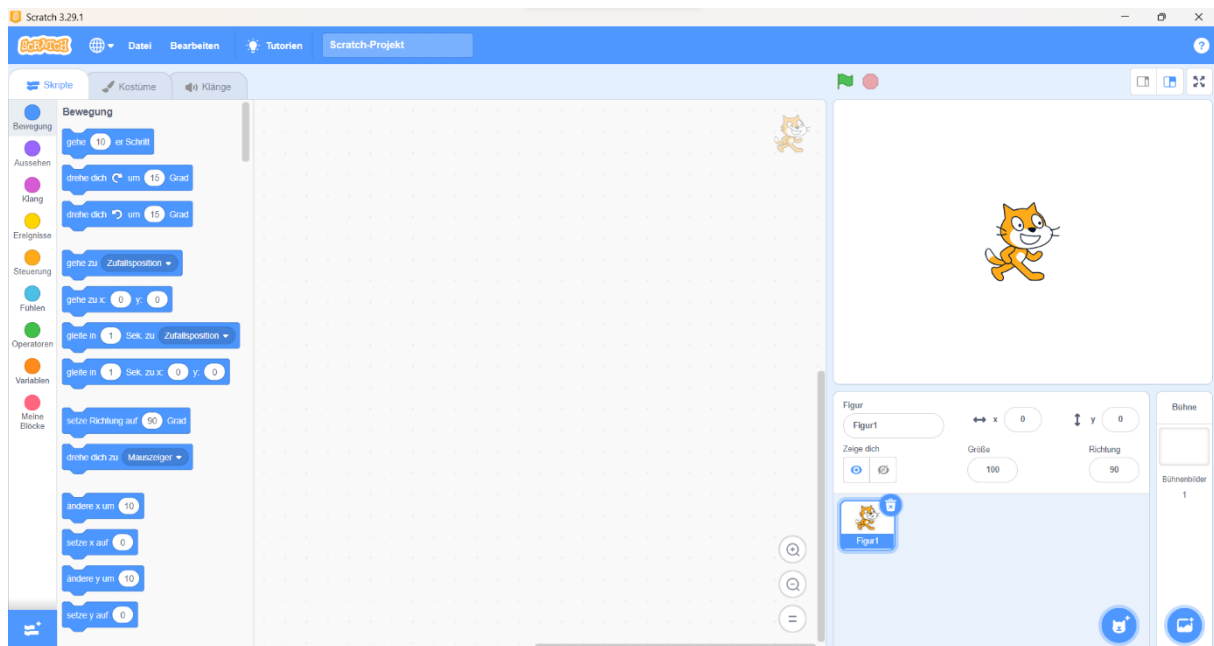 Scratch 3.29.1
SCRATCH
Datei Bearbeiten Tutorien Scratch-Projekt
?
Skripte Kostüme Klänge
Bewegung
Aussehen
Klang
Ereignisse
Steuerung
Fühlen
Operatoren
Variablen
Meine
Blöcke
Bewegung
gehe 10 er Schritt
drehe dich um 15 Grad
drehe dich um 15 Grad
gehe zu Zufallsposition
gehe zu x: 0 y: 0
gleite in 1 Sek. zu Zufallsposition
gleite in 1 Sek. zu x: 0 y: 0
setze Richtung auf 90 Grad
drehe dich zu Mauszeiger
ändere x um 10
setze x auf 0
ändere y um 10
setze y auf 0
Figur
Figur1 x 0 y 0
Zeige dich Größe Richtung
100 90
Figur1
Bühne
Bühnenbilder
1